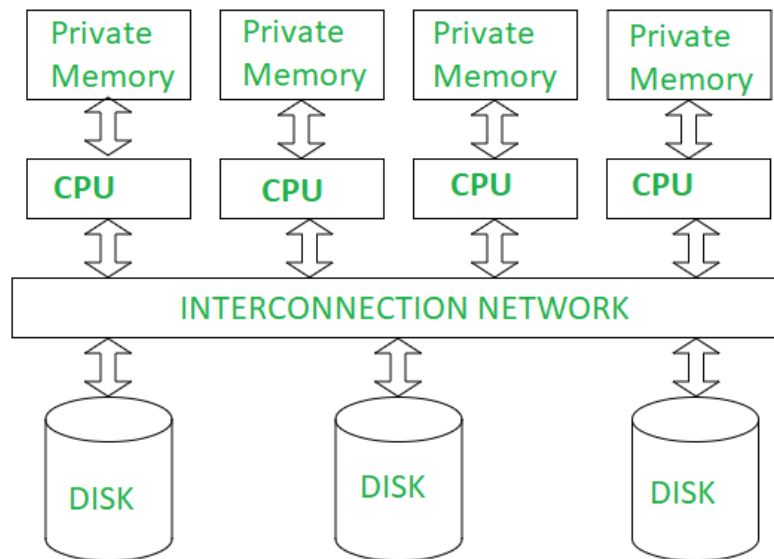 Private
Memory
Private
Memory
Private
Memory
Private
Memory
CPU
CPU
CPU
CPU
INTERCONNECTION NETWORK
DISK
DISK
DISK